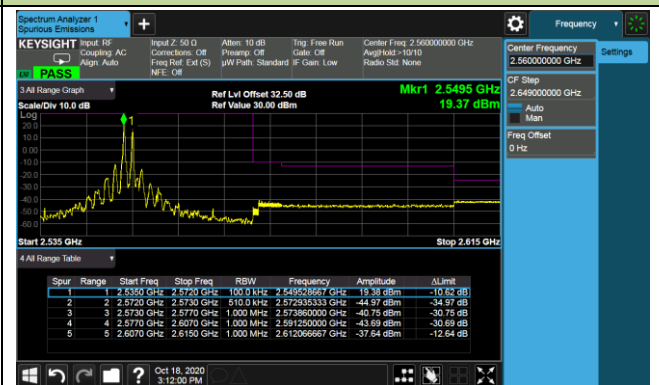 Spectrum Analyzer 1
Spurious Emissions
Frequency
KEYSIGHT Input: RF
Coupling: AC
Align: Auto
Input Z: 50 Ω
Corrections: Off
Freq Ref: Ext (S)
NFE: Off
Atten: 10 dB
Preamp: Off
µW Path: Standard
Trig: Free Run
Gate: Off
IF Gain: Low
Center Freq: 2.560000000 GHz
Avg|Hold:>10/10
Radio Std: None
PASS
Center Frequency
2.560000000 GHz
Settings
CF Step
2.649000000 GHz
Auto
Man
Freq Offset
0 Hz
3 All Range Graph
Scale/Div 10.0 dB
Ref Lvl Offset 32.50 dB
Ref Value 30.00 dBm
Mkr1 2.5495 GHz
19.37 dBm
Log
1
20.0
10.0
0.00
-10.0
-20.0
-30.0
-40.0
-50.0
-60.0
Start 2.535 GHz
Stop 2.615 GHz
4 All Range Table
Spur Range Start Freq Stop Freq RBW Frequency Amplitude ΔLimit
1 1 2.5350 GHz 2.5720 GHz 100.0 kHz 2.549528667 GHz 19.38 dBm -10.62 dB
2 2 2.5720 GHz 2.5730 GHz 510.0 kHz 2.572935333 GHz -44.97 dBm -34.97 dB
3 3 2.5730 GHz 2.5770 GHz 1.000 MHz 2.573860000 GHz -40.75 dBm -30.75 dB
4 4 2.5770 GHz 2.6070 GHz 1.000 MHz 2.591250000 GHz -43.69 dBm -30.69 dB
5 5 2.6070 GHz 2.6150 GHz 1.000 MHz 2.612066667 GHz -37.64 dBm -12.64 dB
Oct 18, 2020
3:12:00 PM